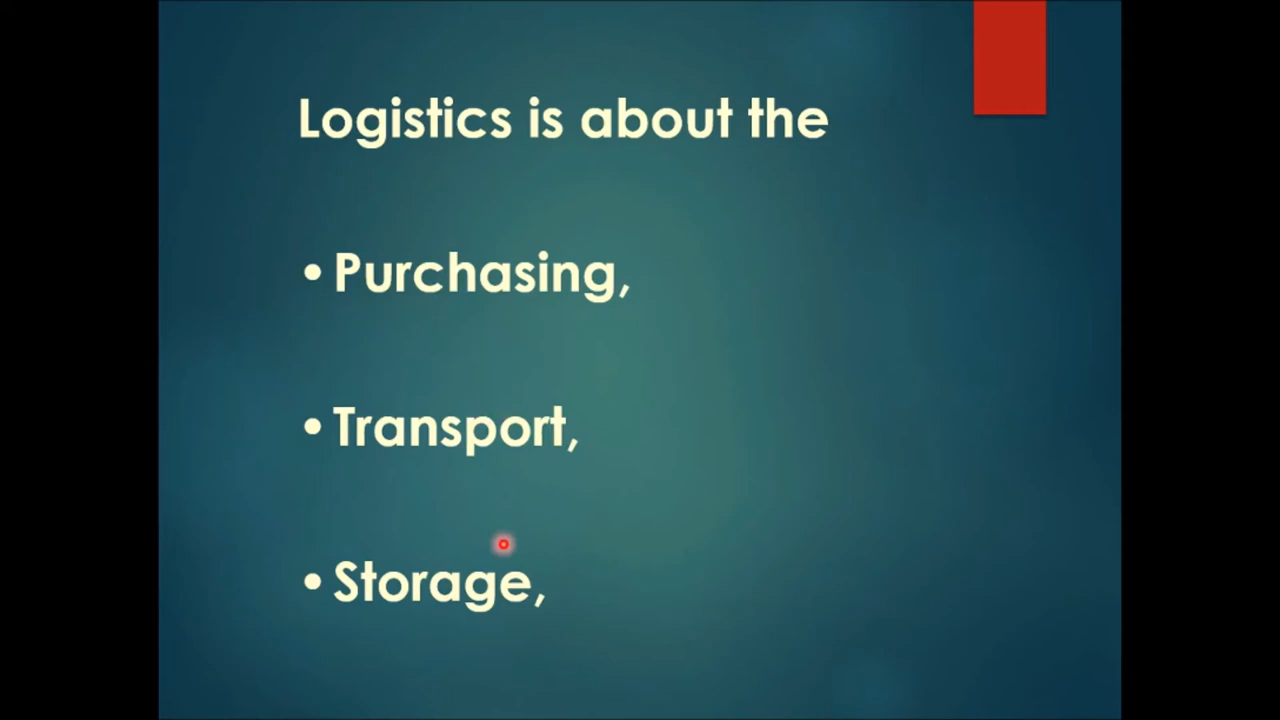 Logistics is about the
• Purchasing,
• Transport,
• Storage,